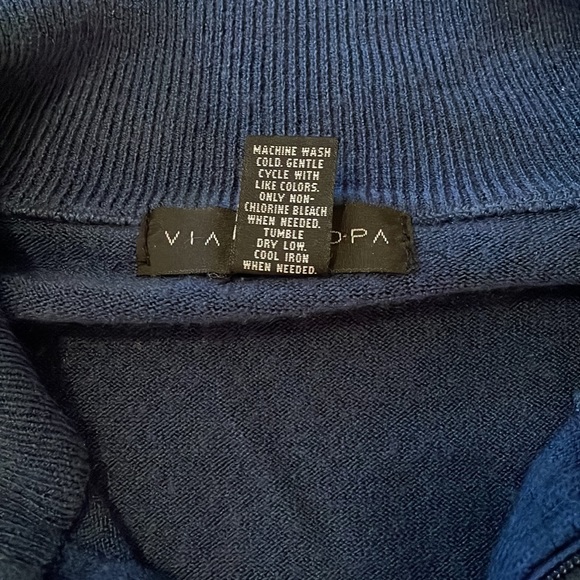 MACHINE WASH
COLD. GENTLE
CYCLE WITH
LIKE COLORS.
ONLY NON-
CHLORINE BLEACH
WHEN NEEDED.
TUMBLE
DRY LOW.
COOL IRON
WHEN NEEDED.
VIA
PA